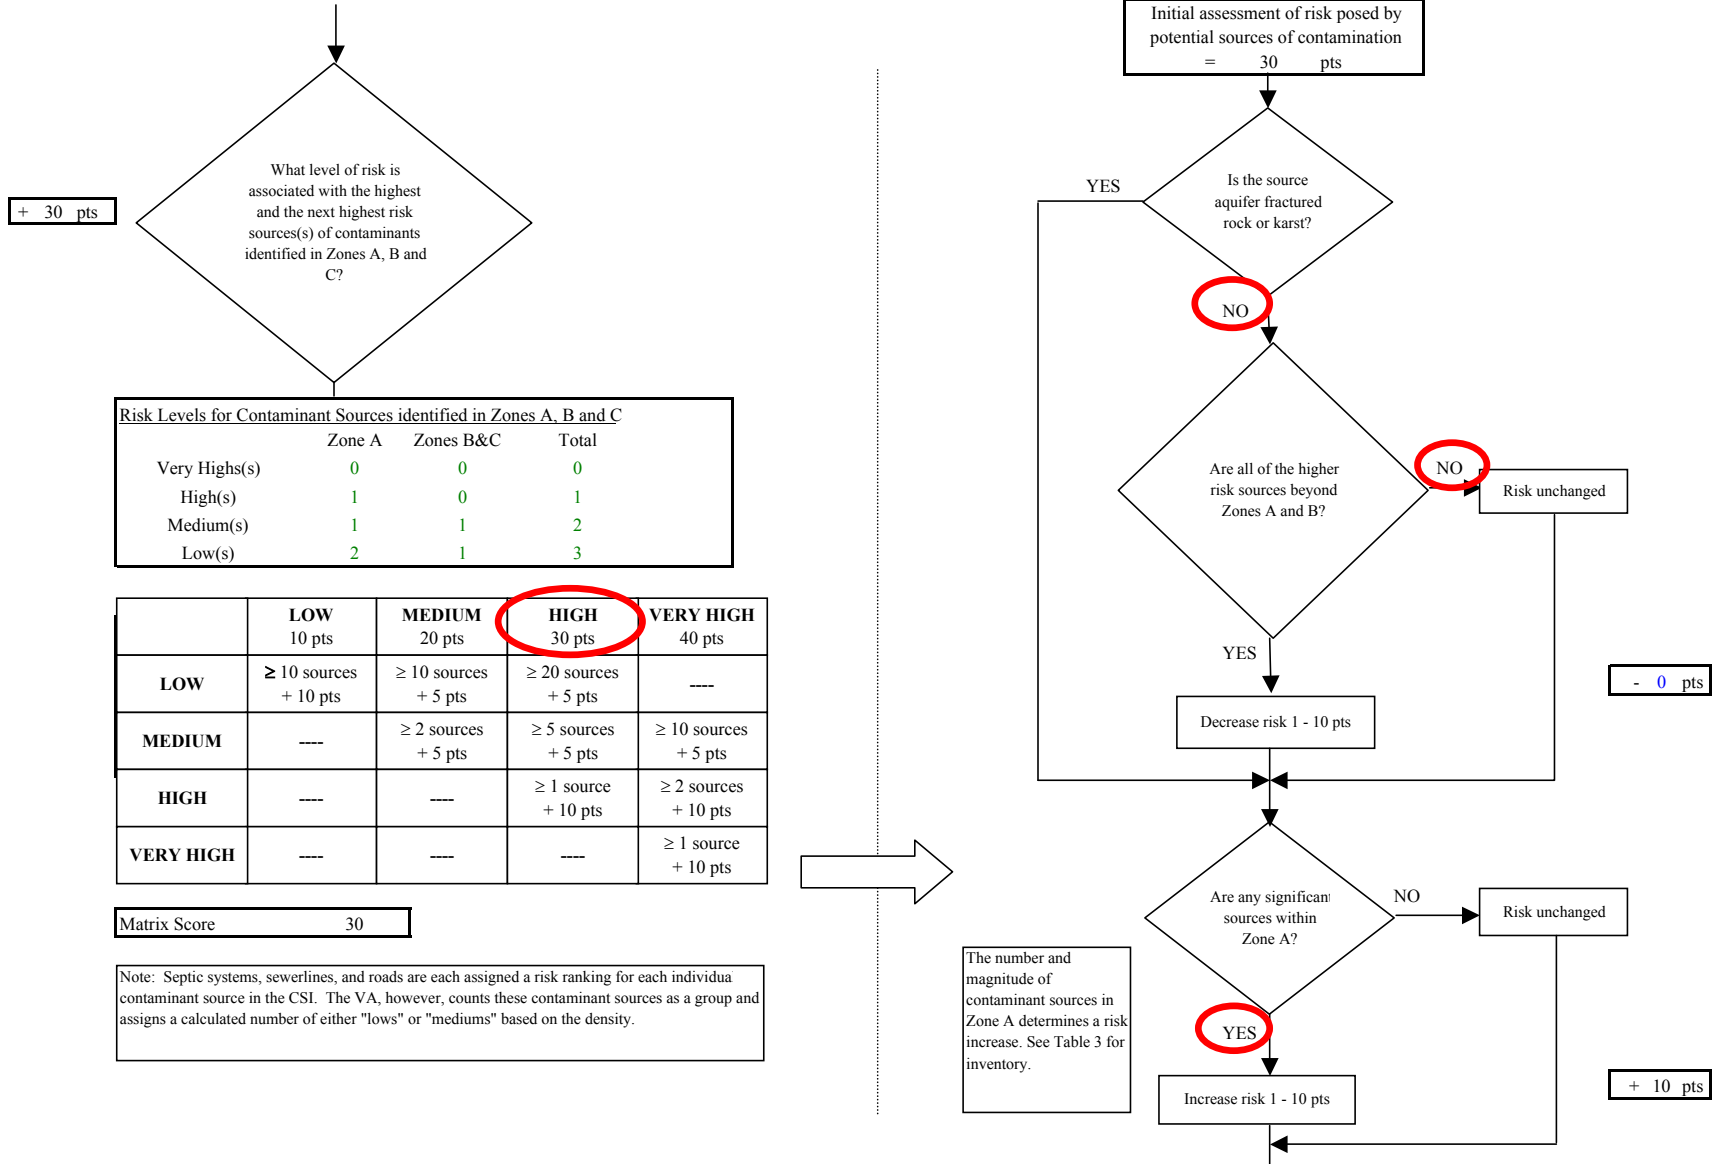 + 30 pts
What level of risk is
associated with the highest
and the next highest risk
sources(s) of contaminants
identified in Zones A, B and
C?
Risk Levels for Contaminant Sources identified in Zones A, B and C
Zone A Zones B&C Total
Very Highs(s) 0 0 0
High(s) 1 0 1
Medium(s) 1 1 2
Low(s) 2 1 3
LOW MEDIUM HIGH VERY HIGH
10 pts 20 pts 30 pts 40 pts
LOW ≥ 10 sources ≥ 10 sources ≥ 20 sources ----
+ 10 pts + 5 pts + 5 pts
MEDIUM ---- ≥ 2 sources ≥ 5 sources ≥ 10 sources
+ 5 pts + 5 pts + 5 pts
HIGH ---- ---- ≥ 1 source ≥ 2 sources
+ 10 pts + 10 pts
VERY HIGH ---- ---- ---- ≥ 1 source
+ 10 pts
Matrix Score 30
Note: Septic systems, sewerlines, and roads are each assigned a risk ranking for each individua
contaminant source in the CSI. The VA, however, counts these contaminant sources as a group and
assigns a calculated number of either "lows" or "mediums" based on the density.
Initial assessment of risk posed by
potential sources of contamination
= 30 pts
Is the source
aquifer fractured
rock or karst?
YES
NO
Are all of the higher
risk sources beyond
Zones A and B?
NO
Risk unchanged
YES
Decrease risk 1 - 10 pts
- 0 pts
Are any significant
sources within
Zone A?
NO
Risk unchanged
The number and
magnitude of
contaminant sources in
Zone A determines a risk
increase. See Table 3 for
inventory.
YES
Increase risk 1 - 10 pts
+ 10 pts